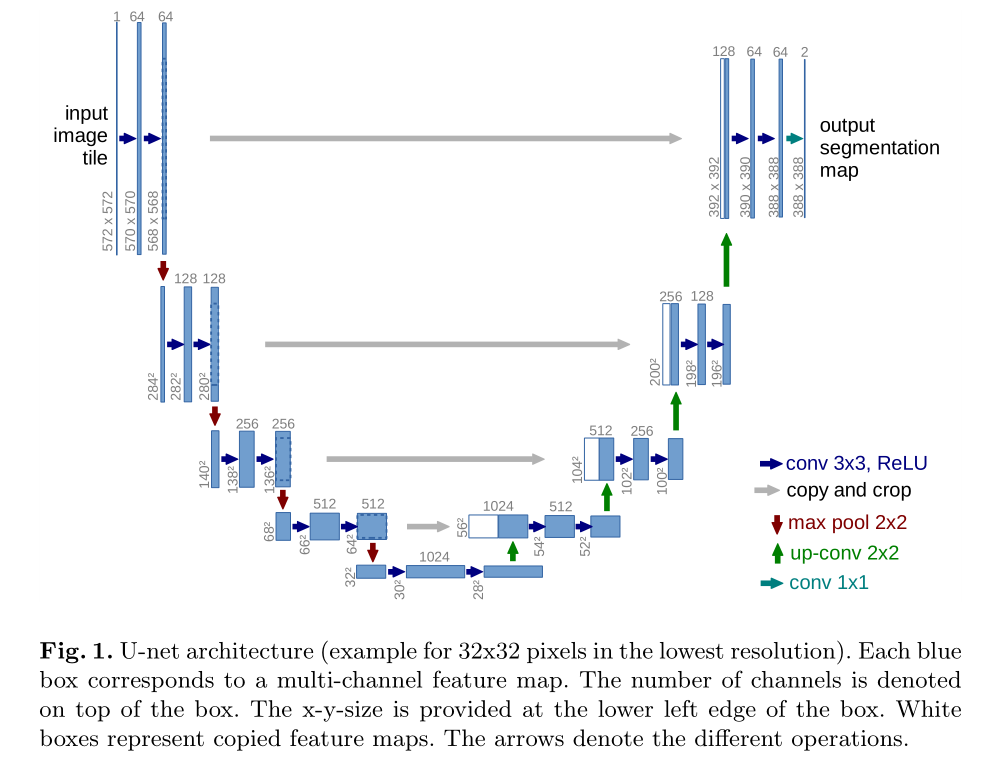 1 64 64
input
image
tile
572 x 572
570 x 570
568 x 568
128 64 64 2
output
segmentation
map
392 x 392
390 x 390
388 x 388
388 x 388
128 128
284²
282²
280²
256 128
200²
198²
196²
256 256
140²
138²
136²
512 256
104²
102²
100²
512 512
68²
66²
64²
1024 512
56²
54²
52²
1024
32²
30²
28²
conv 3x3, ReLU
copy and crop
max pool 2x2
up-conv 2x2
conv 1x1
Fig. 1. U-net architecture (example for 32x32 pixels in the lowest resolution). Each blue
box corresponds to a multi-channel feature map. The number of channels is denoted
on top of the box. The x-y-size is provided at the lower left edge of the box. White
boxes represent copied feature maps. The arrows denote the different operations.